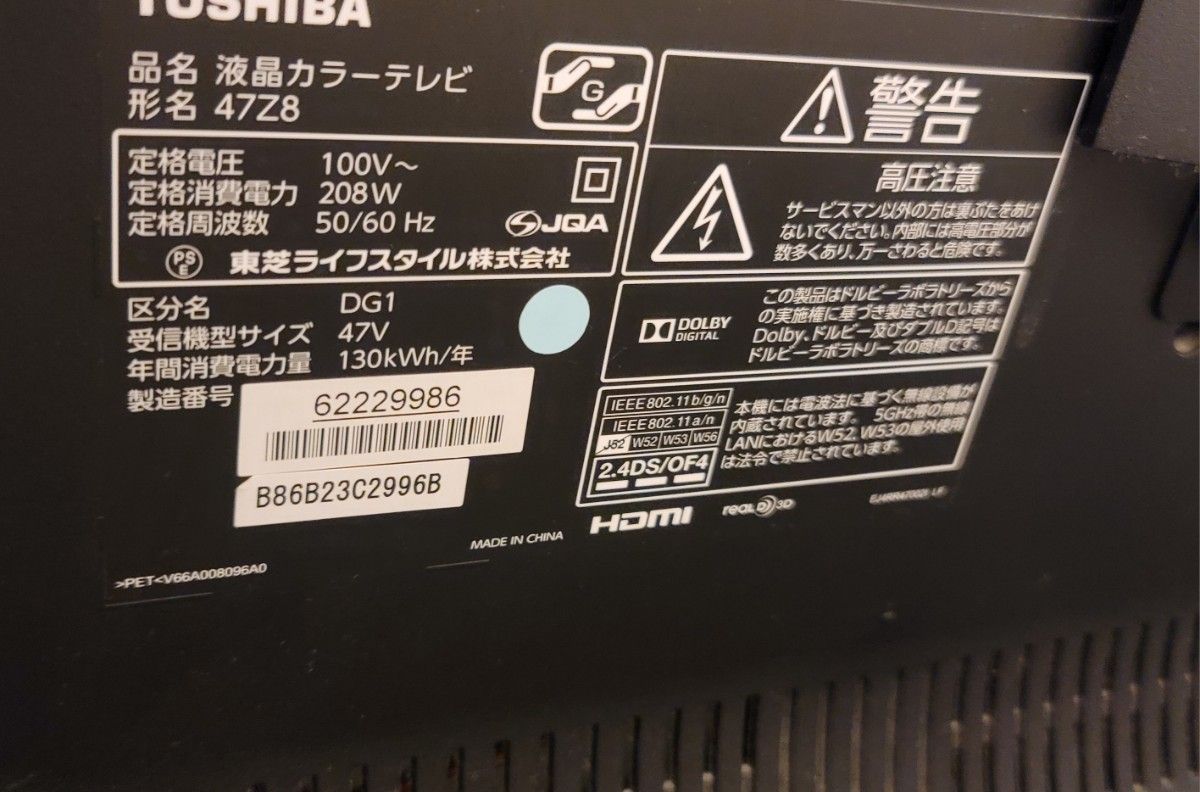 TOSHIBA
品名 液晶カラーテレビ
形名 47Z8
G
定格電圧 100V～
定格消費電力 208W
定格周波数 50/60 Hz
JQA
PS
E
東芝ライフスタイル株式会社
区分名 DG1
受信機型サイズ 47V
年間消費電力量 130kWh/年
製造番号 62229986
B86B23C2996B
警告
高圧注意
サービスマン以外の方は裏ぶたをあけ
ないでください。内部には高電圧部分が
数多くあり、万一さわると危険です。
DOLBY
DIGITAL
この製品はドルビーラボラトリーズから
の実施権に基づき製造されています。
Dolby、ドルビー及びダブルD記号は
ドルビーラボラトリーズの商標です。
IEEE802.11b/g/n
IEEE802.11a/n
J52 W52 W53 W56
2.4DS/OF4
本機には電波法に基づく無線設備が
内蔵されています。 5GHz帯の無線
LANにおけるW52、W53の屋外使用
は法令で禁止されています。
HDMI
REAL D 3D
MADE IN CHINA
>PET<V66A008096A0